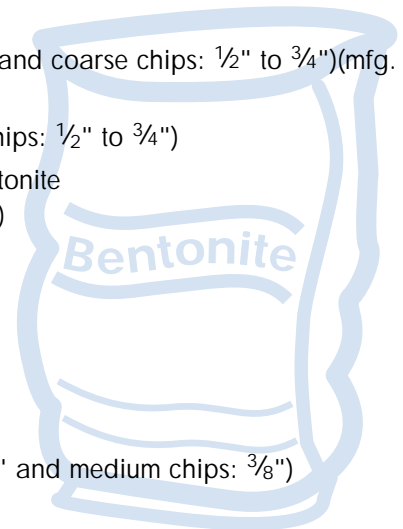 and coarse chips: ½" to ¾")(mfg.
hips: ½" to ¾")
tonite
)
Bentonite
" and medium chips: ⅜")